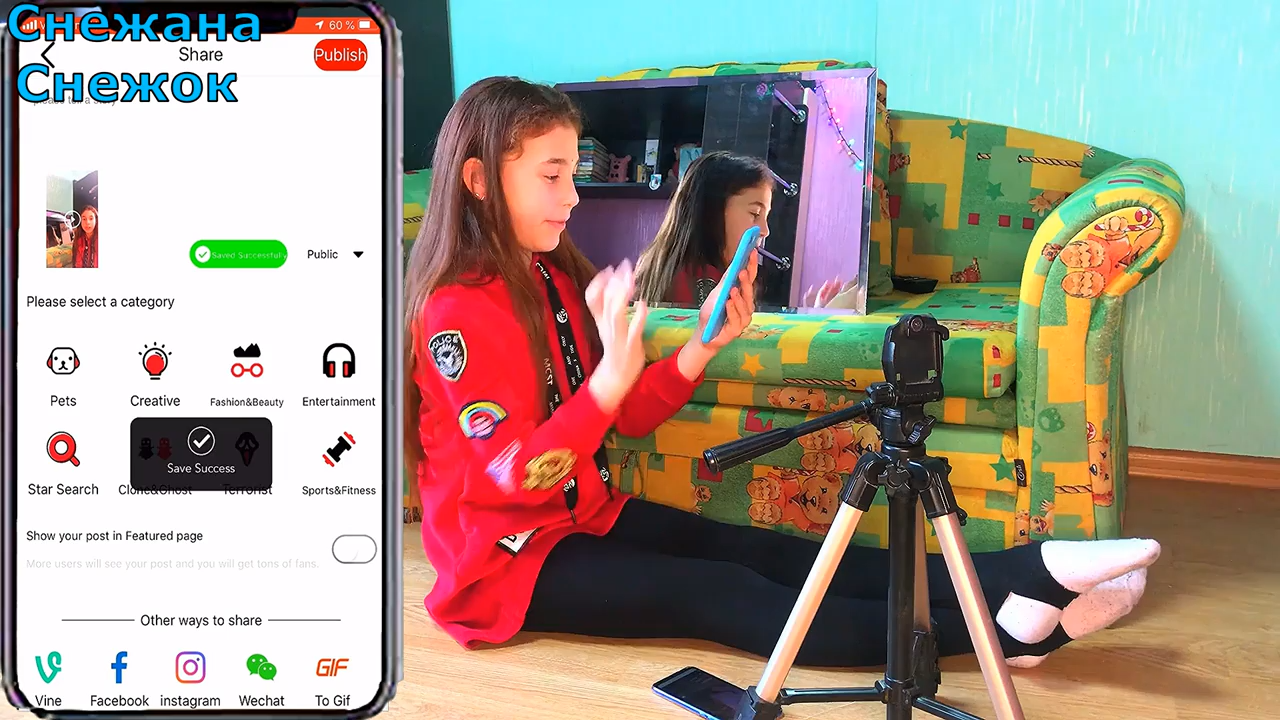 Снежана
Снежок
60 %
Share
Publish
Saved Successfully
Public
Please select a category
Pets
Creative
Fashion&Beauty
Entertainment
Save Success
Star Search
Clone&Ghost
Terrorist
Sports&Fitness
Show your post in Featured page
More users will see your post and you will get tons of fans.
Other ways to share
Vine
Facebook
instagram
Wechat
GIF
To Gif
POLICE